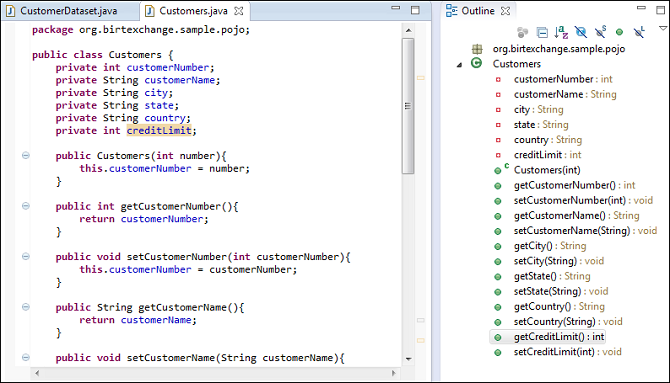 CustomerDataset.java
Customers.java
package org.birtexchange.sample.pojo;
public class Customers {
private int customerNumber;
private String customerName;
private String city;
private String state;
private String country;
private int creditLimit;
public Customers(int number){
this.customerNumber = number;
}
public int getCustomerNumber(){
return customerNumber;
}
public void setCustomerNumber(int customerNumber){
this.customerNumber = customerNumber;
}
public String getCustomerName(){
return customerName;
}
public void setCustomerName(String customerName){
Outline
org.birtexchange.sample.pojo
Customers
customerNumber : int
customerName : String
city : String
state : String
country : String
creditLimit : int
Customers(int)
getCustomerNumber() : int
setCustomerNumber(int) : void
getCustomerName() : String
setCustomerName(String) : void
getCity() : String
setCity(String) : void
getState() : String
setState(String) : void
getCountry() : String
setCountry(String) : void
getCreditLimit() : int
setCreditLimit(int) : void